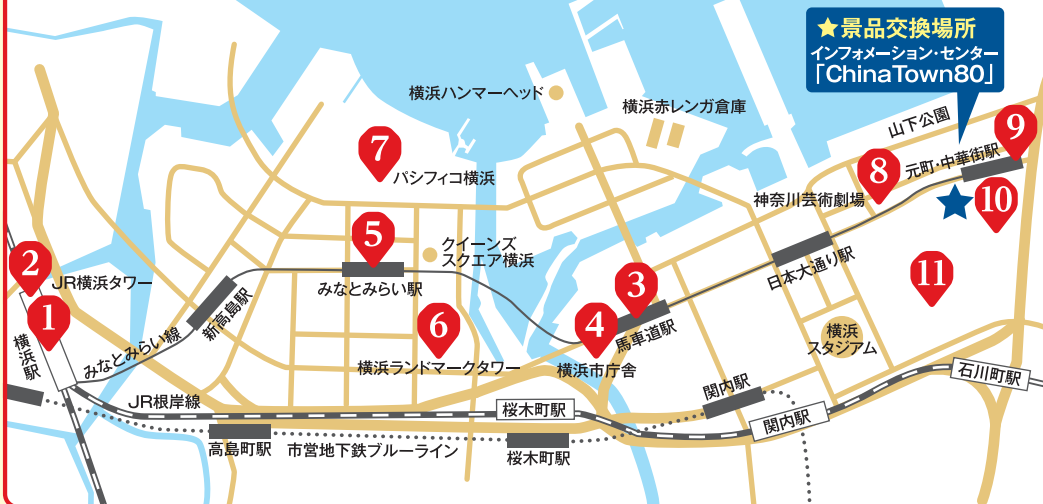 ★景品交換場所
インフォメーション・センター
「ChinaTown80」
横浜ハンマーヘッド
横浜赤レンガ倉庫
山下公園
9
7
パシフィコ横浜
8
元町・中華街駅
神奈川芸術劇場
10
5
クイーンズ
スクエア横浜
日本大通り駅
11
2
JR横浜タワー
みなとみらい駅
新高島駅
3
馬車道駅
1
横浜駅
みなとみらい線
6
横浜ランドマークタワー
4
横浜市庁舎
横浜
スタジアム
石川町駅
関内駅
JR根岸線
桜木町駅
関内駅
高島町駅
市営地下鉄ブルーライン
桜木町駅